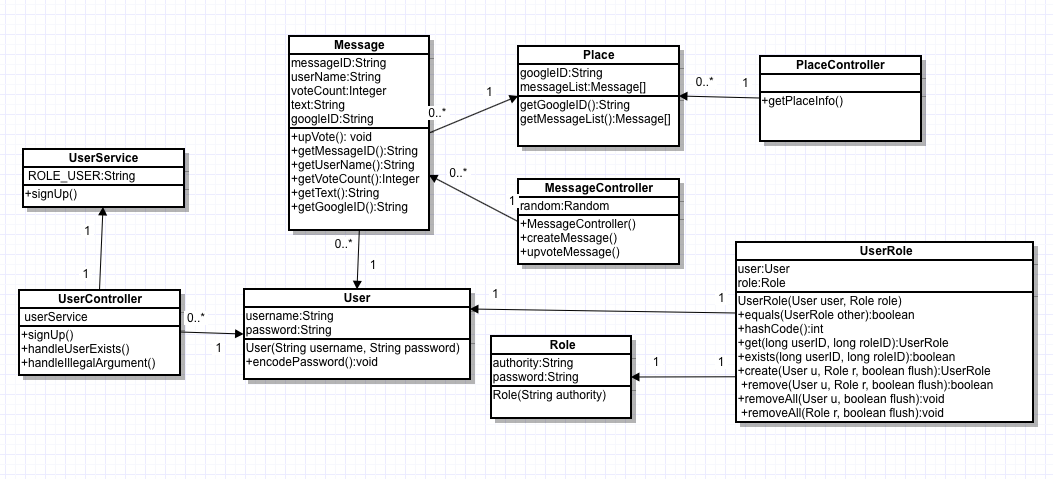 Message
messageID:String
userName:String
voteCount:Integer
text:String
googleID:String
+upVote(): void
+getMessageID():String
+getUserName():String
+getVoteCount():Integer
+getText():String
+getGoogleID():String
0..*
1
Place
googleID:String
messageList:Message[]
getGoogleID():String
getMessageList():Message[]
0..*
1
PlaceController
+getPlaceInfo()
UserService
ROLE_USER:String
+signUp()
1
1
0..*
1
MessageController
random:Random
+MessageController()
+createMessage()
+upvoteMessage()
0..*
1
UserController
userService
+signUp()
+handleUserExists()
+handleIllegalArgument()
0..*
1
User
username:String
password:String
User(String username, String password)
+encodePassword():void
1
1
Role
authority:String
password:String
Role(String authority)
1
1
UserRole
user:User
role:Role
UserRole(User user, Role role)
+equals(UserRole other):boolean
+hashCode():int
+get(long userID, long roleID):UserRole
+exists(long userID, long roleID):boolean
+create(User u, Role r, boolean flush):UserRole
+remove(User u, Role r, boolean flush):boolean
+removeAll(User u, boolean flush):void
+removeAll(Role r, boolean flush):void